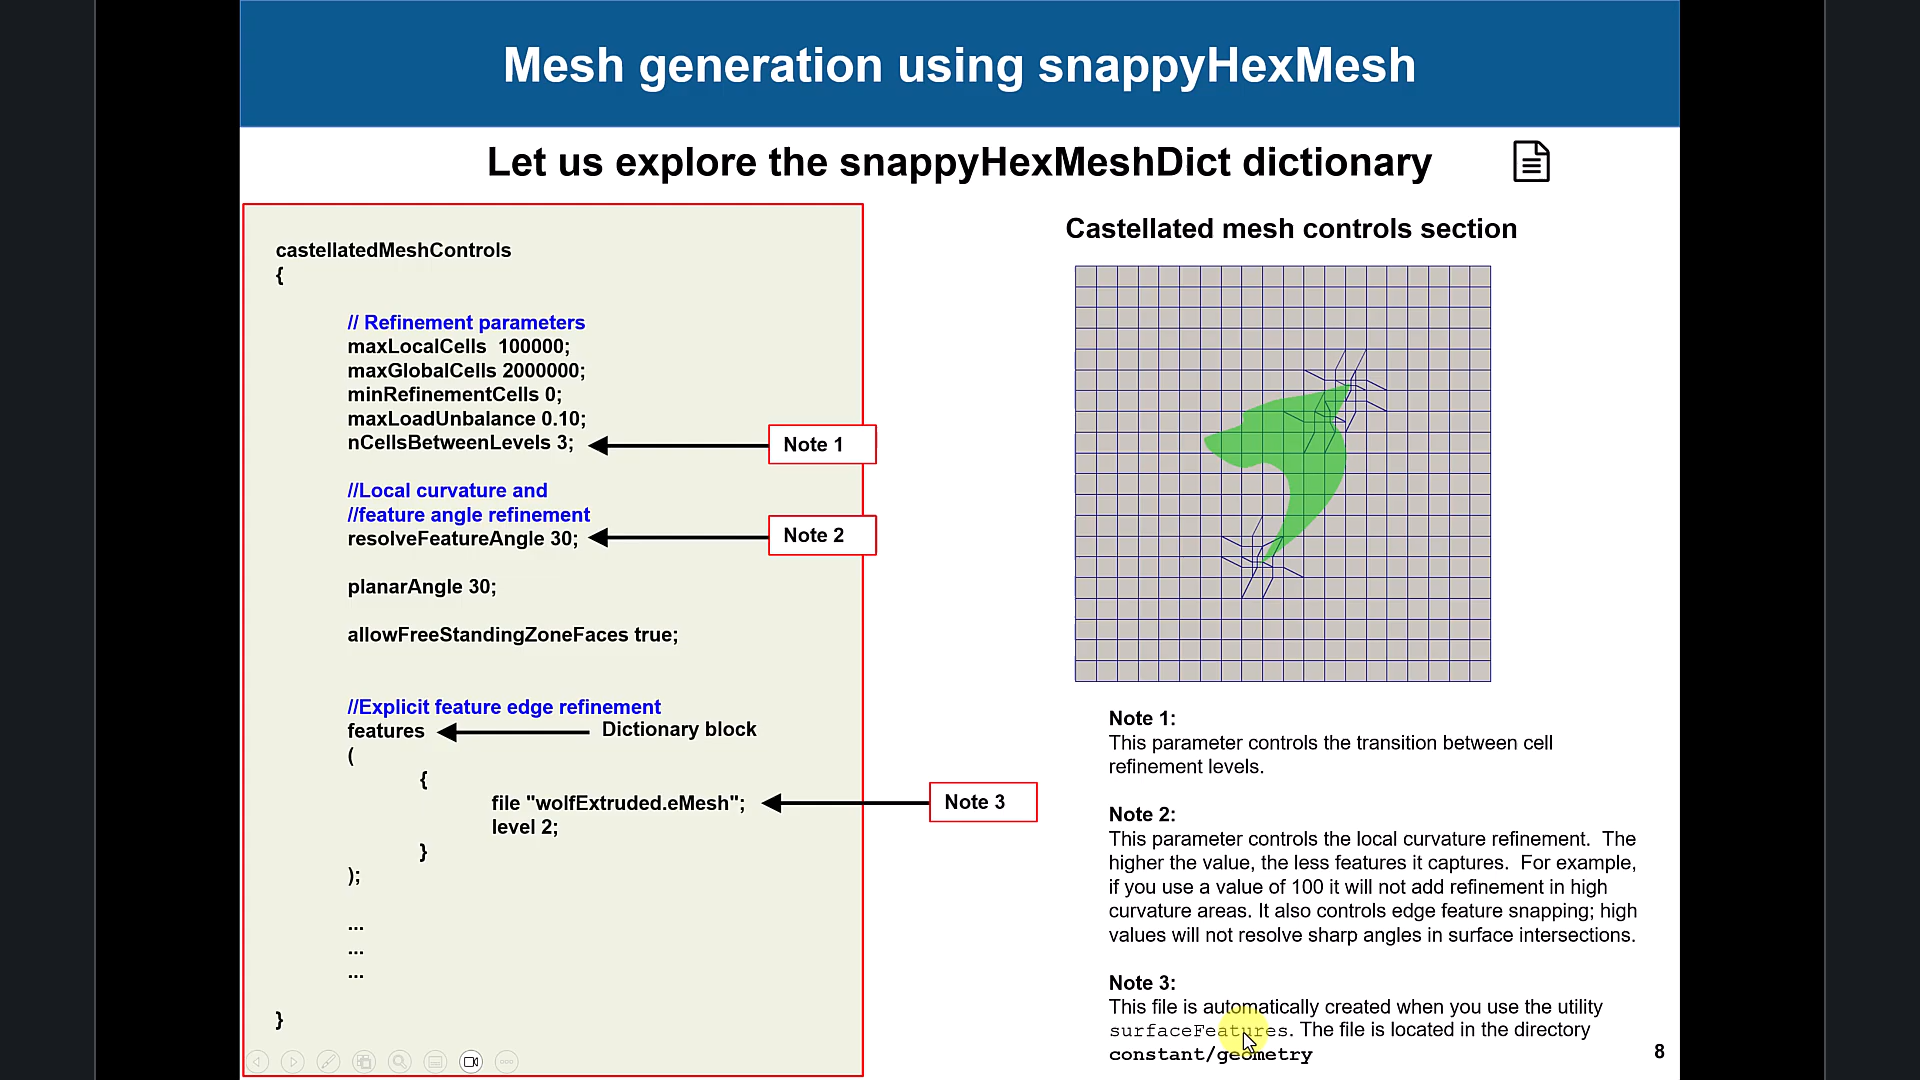 Mesh generation using snappyHexMesh
Let us explore the snappyHexMeshDict dictionary
castellatedMeshControls
{
// Refinement parameters
maxLocalCells 100000;
maxGlobalCells 2000000;
minRefinementCells 0;
maxLoadUnbalance 0.10;
nCellsBetweenLevels 3;
Note 1
//Local curvature and
//feature angle refinement
resolveFeatureAngle 30;
Note 2
planarAngle 30;
allowFreeStandingZoneFaces true;
//Explicit feature edge refinement
features
Dictionary block
(
{
file "wolfExtruded.eMesh";
Note 3
level 2;
}
);
...
...
...
}
Castellated mesh controls section
Note 1:
This parameter controls the transition between cell
refinement levels.
Note 2:
This parameter controls the local curvature refinement. The
higher the value, the less features it captures. For example,
if you use a value of 100 it will not add refinement in high
curvature areas. It also controls edge feature snapping; high
values will not resolve sharp angles in surface intersections.
Note 3:
This file is automatically created when you use the utility
surfaceFeatures. The file is located in the directory
constant/geometry
8